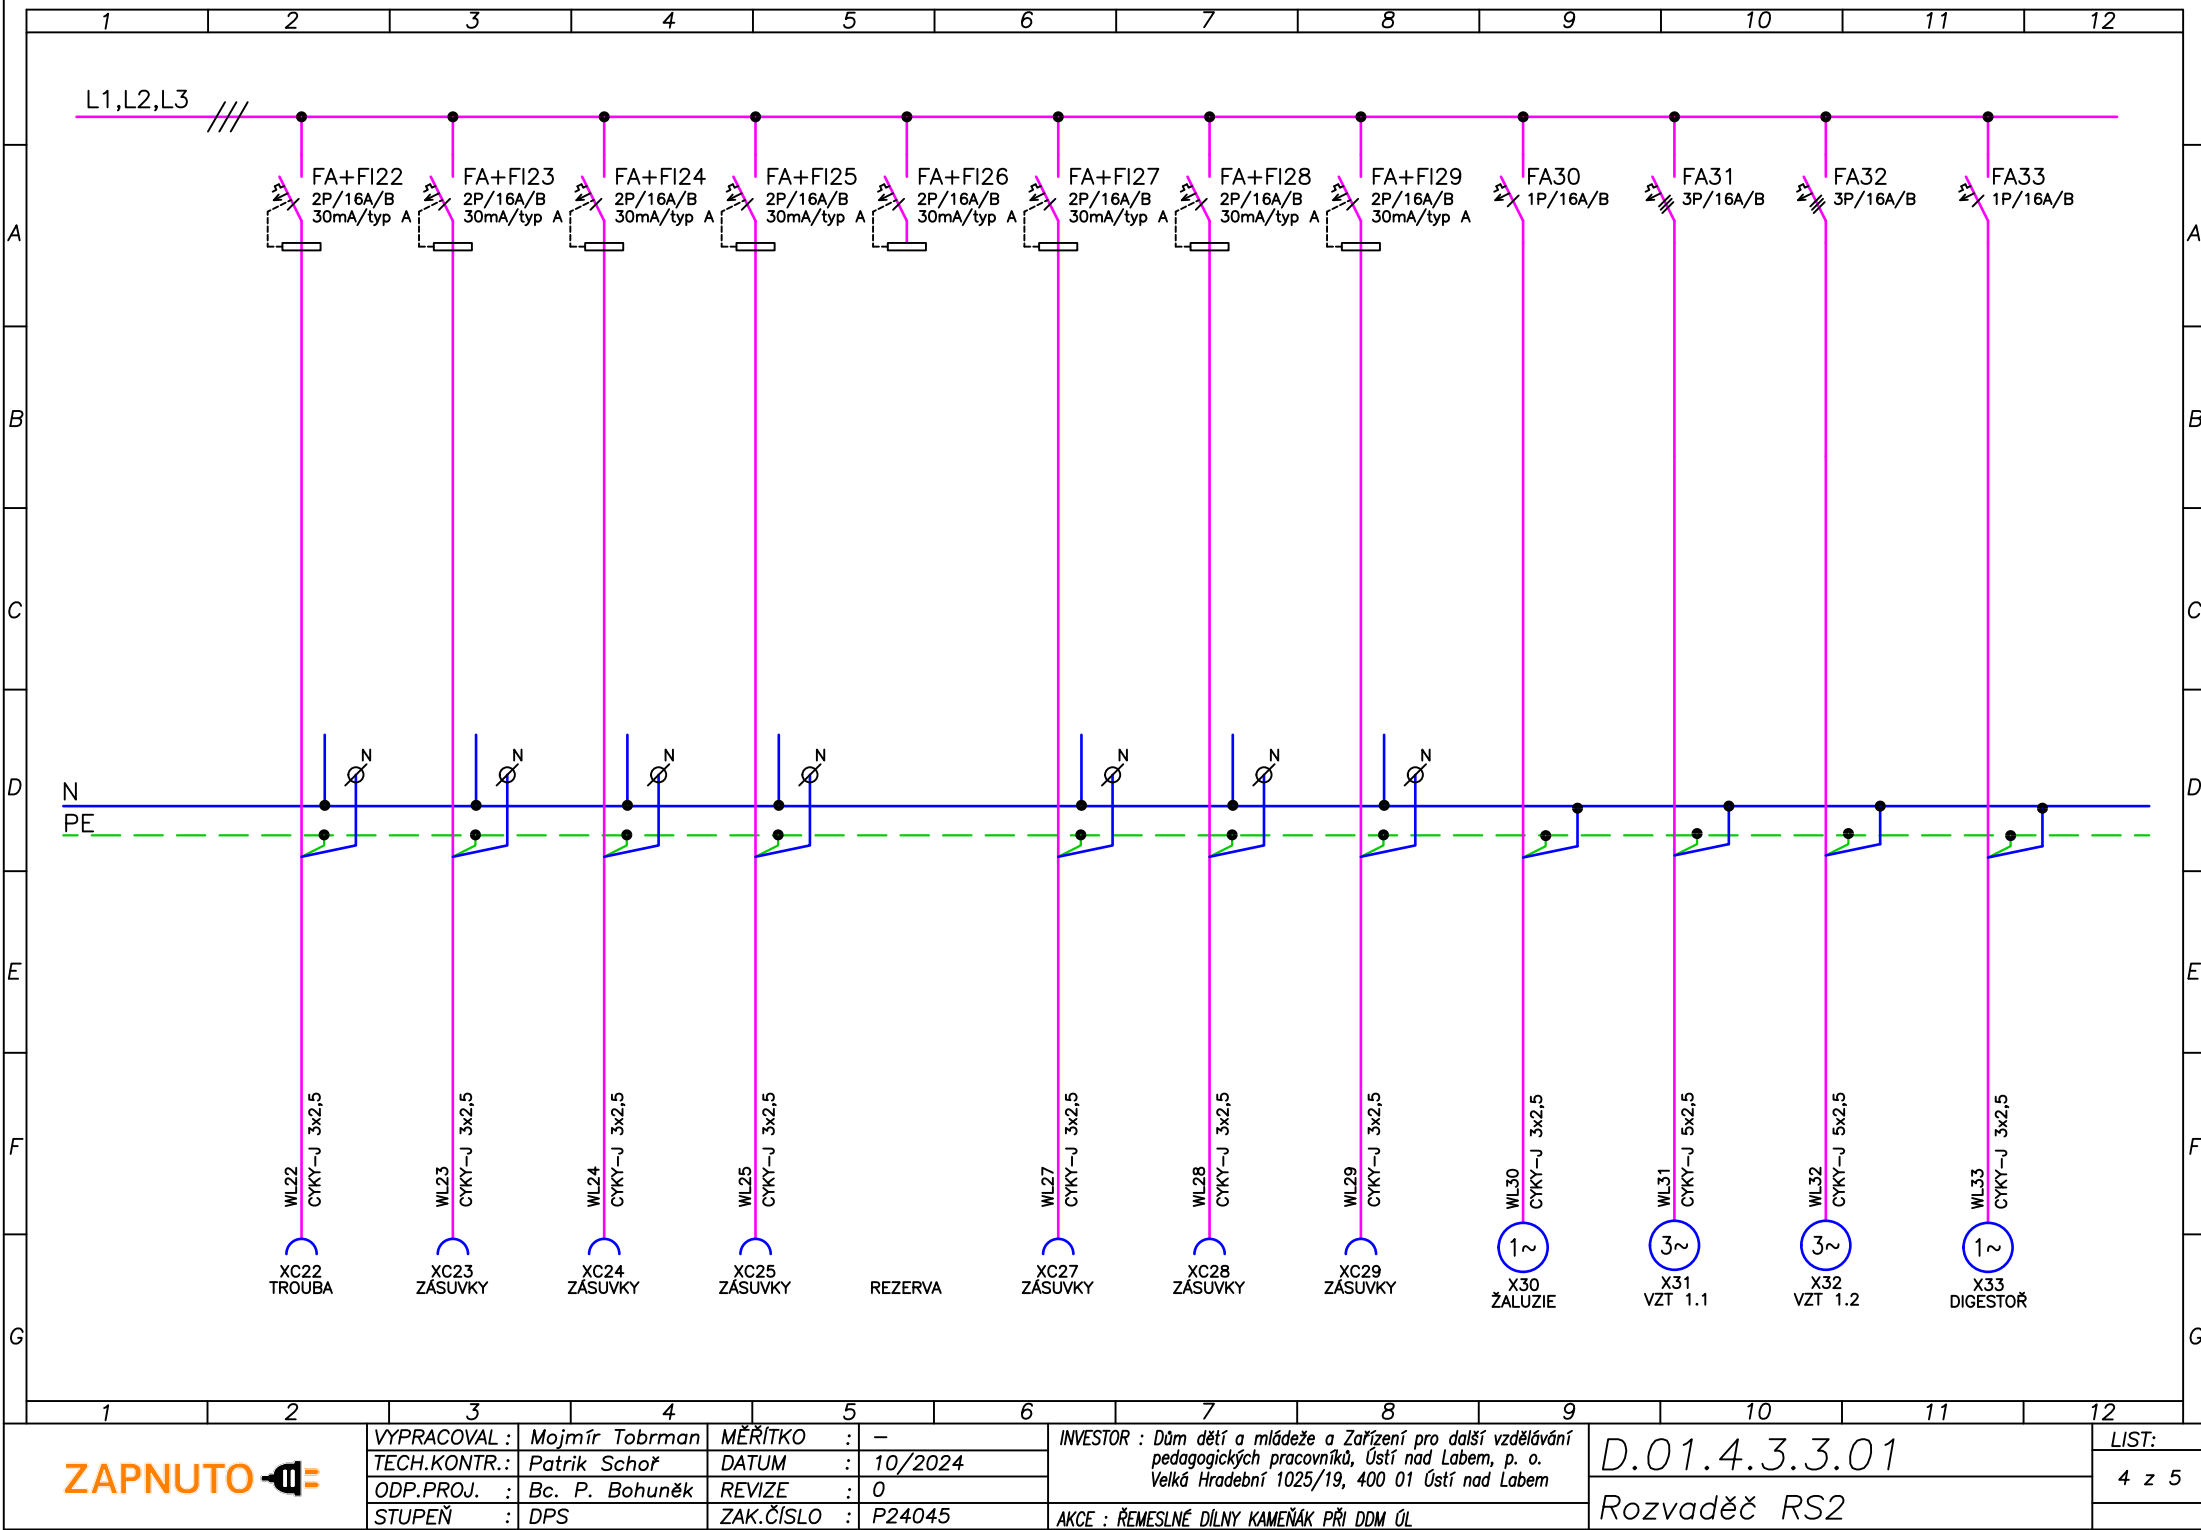 1 2 3 4 5 6 7 8 9 10 11 12
L1,L2,L3
FA+FI22
2P/16A/B
30mA/typ A
FA+FI23
2P/16A/B
30mA/typ A
FA+FI24
2P/16A/B
30mA/typ A
FA+FI25
2P/16A/B
30mA/typ A
FA+FI26
2P/16A/B
30mA/typ A
FA+FI27
2P/16A/B
30mA/typ A
FA+FI28
2P/16A/B
30mA/typ A
FA+FI29
2P/16A/B
30mA/typ A
FA30
1P/16A/B
FA31
3P/16A/B
FA32
3P/16A/B
FA33
1P/16A/B
A A
B B
C C
D D
N N N N N N N
N
PE
E E
F F
WL22
CYKY-J 3x2,5
WL23
CYKY-J 3x2,5
WL24
CYKY-J 3x2,5
WL25
CYKY-J 3x2,5
WL27
CYKY-J 3x2,5
WL28
CYKY-J 3x2,5
WL29
CYKY-J 3x2,5
WL30
CYKY-J 3x2,5
WL31
CYKY-J 5x2,5
WL32
CYKY-J 5x2,5
WL33
CYKY-J 3x2,5
1~ 3~ 3~ 1~
XC22
TROUBA
XC23
ZÁSUVKY
XC24
ZÁSUVKY
XC25
ZÁSUVKY
REZERVA
XC27
ZÁSUVKY
XC28
ZÁSUVKY
XC29
ZÁSUVKY
X30
ŽALUZIE
X31
VZT 1.1
X32
VZT 1.2
X33
DIGESTOŘ
G G
1 2 3 4 5 6 7 8 9 10 11 12
ZAPNUTO
VYPRACOVAL : Mojmír Tobrman
TECH.KONTR.: Patrik Schoř
ODP.PROJ. : Bc. P. Bohuněk
STUPEŇ : DPS
MĚŘÍTKO : –
DATUM : 10/2024
REVIZE : 0
ZAK.ČÍSLO : P24045
INVESTOR : Dům dětí a mládeže a Zařízení pro další vzdělávání
pedagogických pracovníků, Ústí nad Labem, p. o.
Velká Hradební 1025/19, 400 01 Ústí nad Labem
AKCE : ŘEMESLNÉ DÍLNY KAMEŇÁK PŘI DDM ÚL
D.01.4.3.3.01
Rozvaděč RS2
LIST:
4 z 5